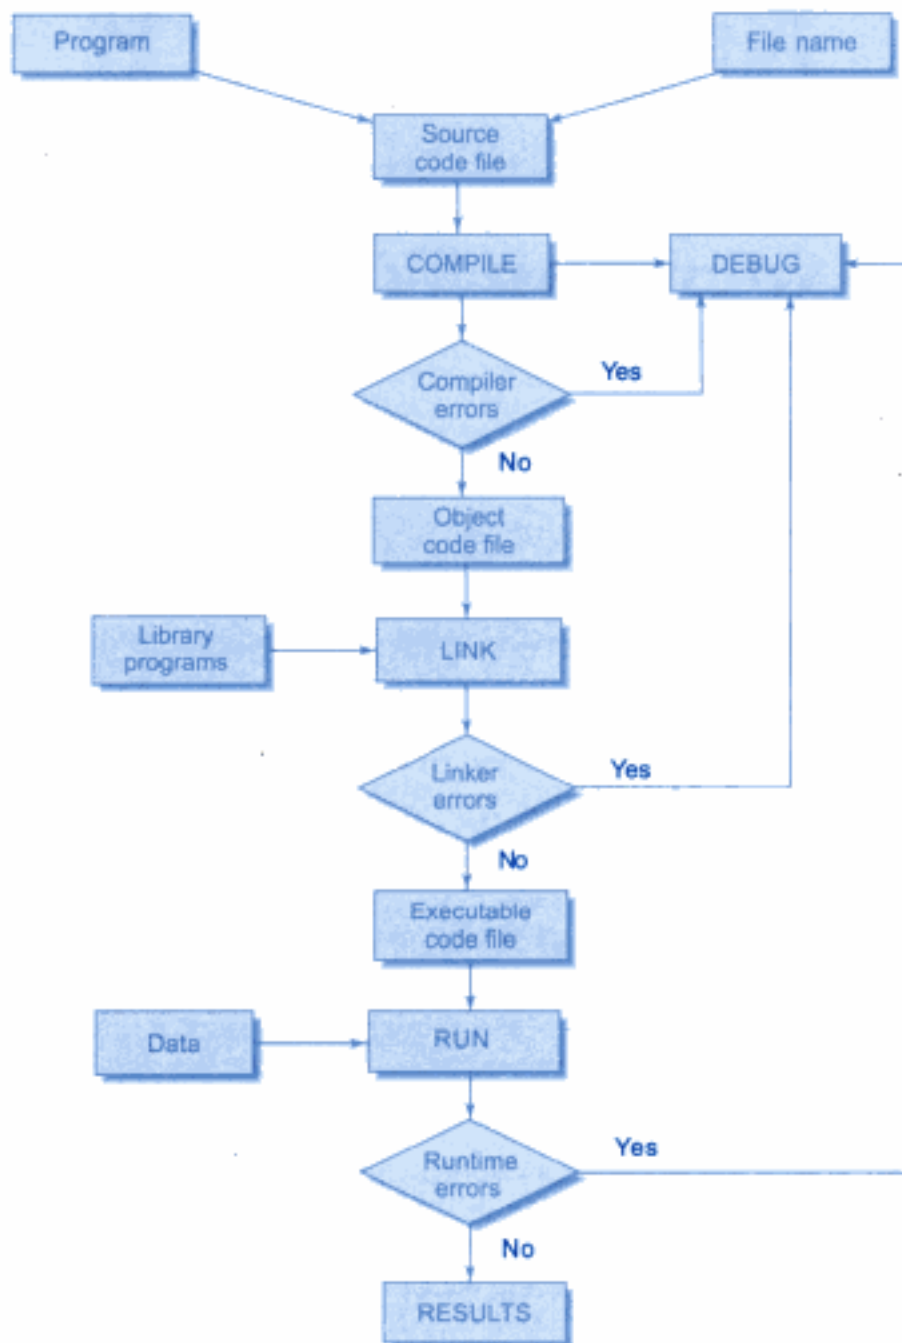 Program
File name
Source
code file
COMPILE
DEBUG
Compiler
errors
Yes
No
Object
code file
Library
programs
LINK
Linker
errors
Yes
No
Executable
code file
Data
RUN
Runtime
errors
Yes
No
RESULTS